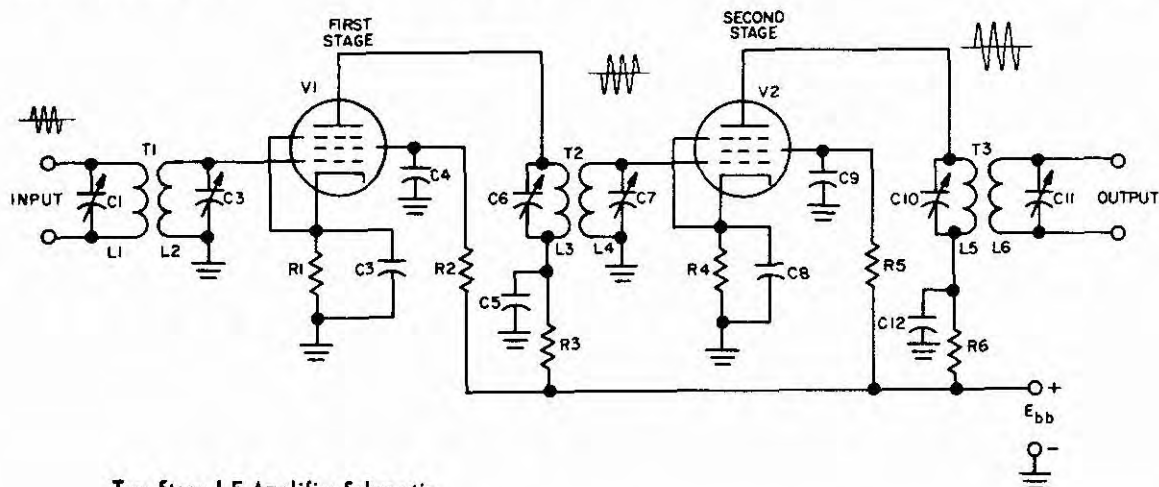 FIRST
STAGE
SECOND
STAGE
V1
V2
T1
T2
T3
INPUT
C1
C3
L1
L2
C4
R1
C3
R2
C6
L3
L4
C7
C5
R3
C9
R4
C8
R5
C10
L5
L6
C11
OUTPUT
C12
R6
+
Ebb
-
Two-Stage I-F Amplifier Schematic